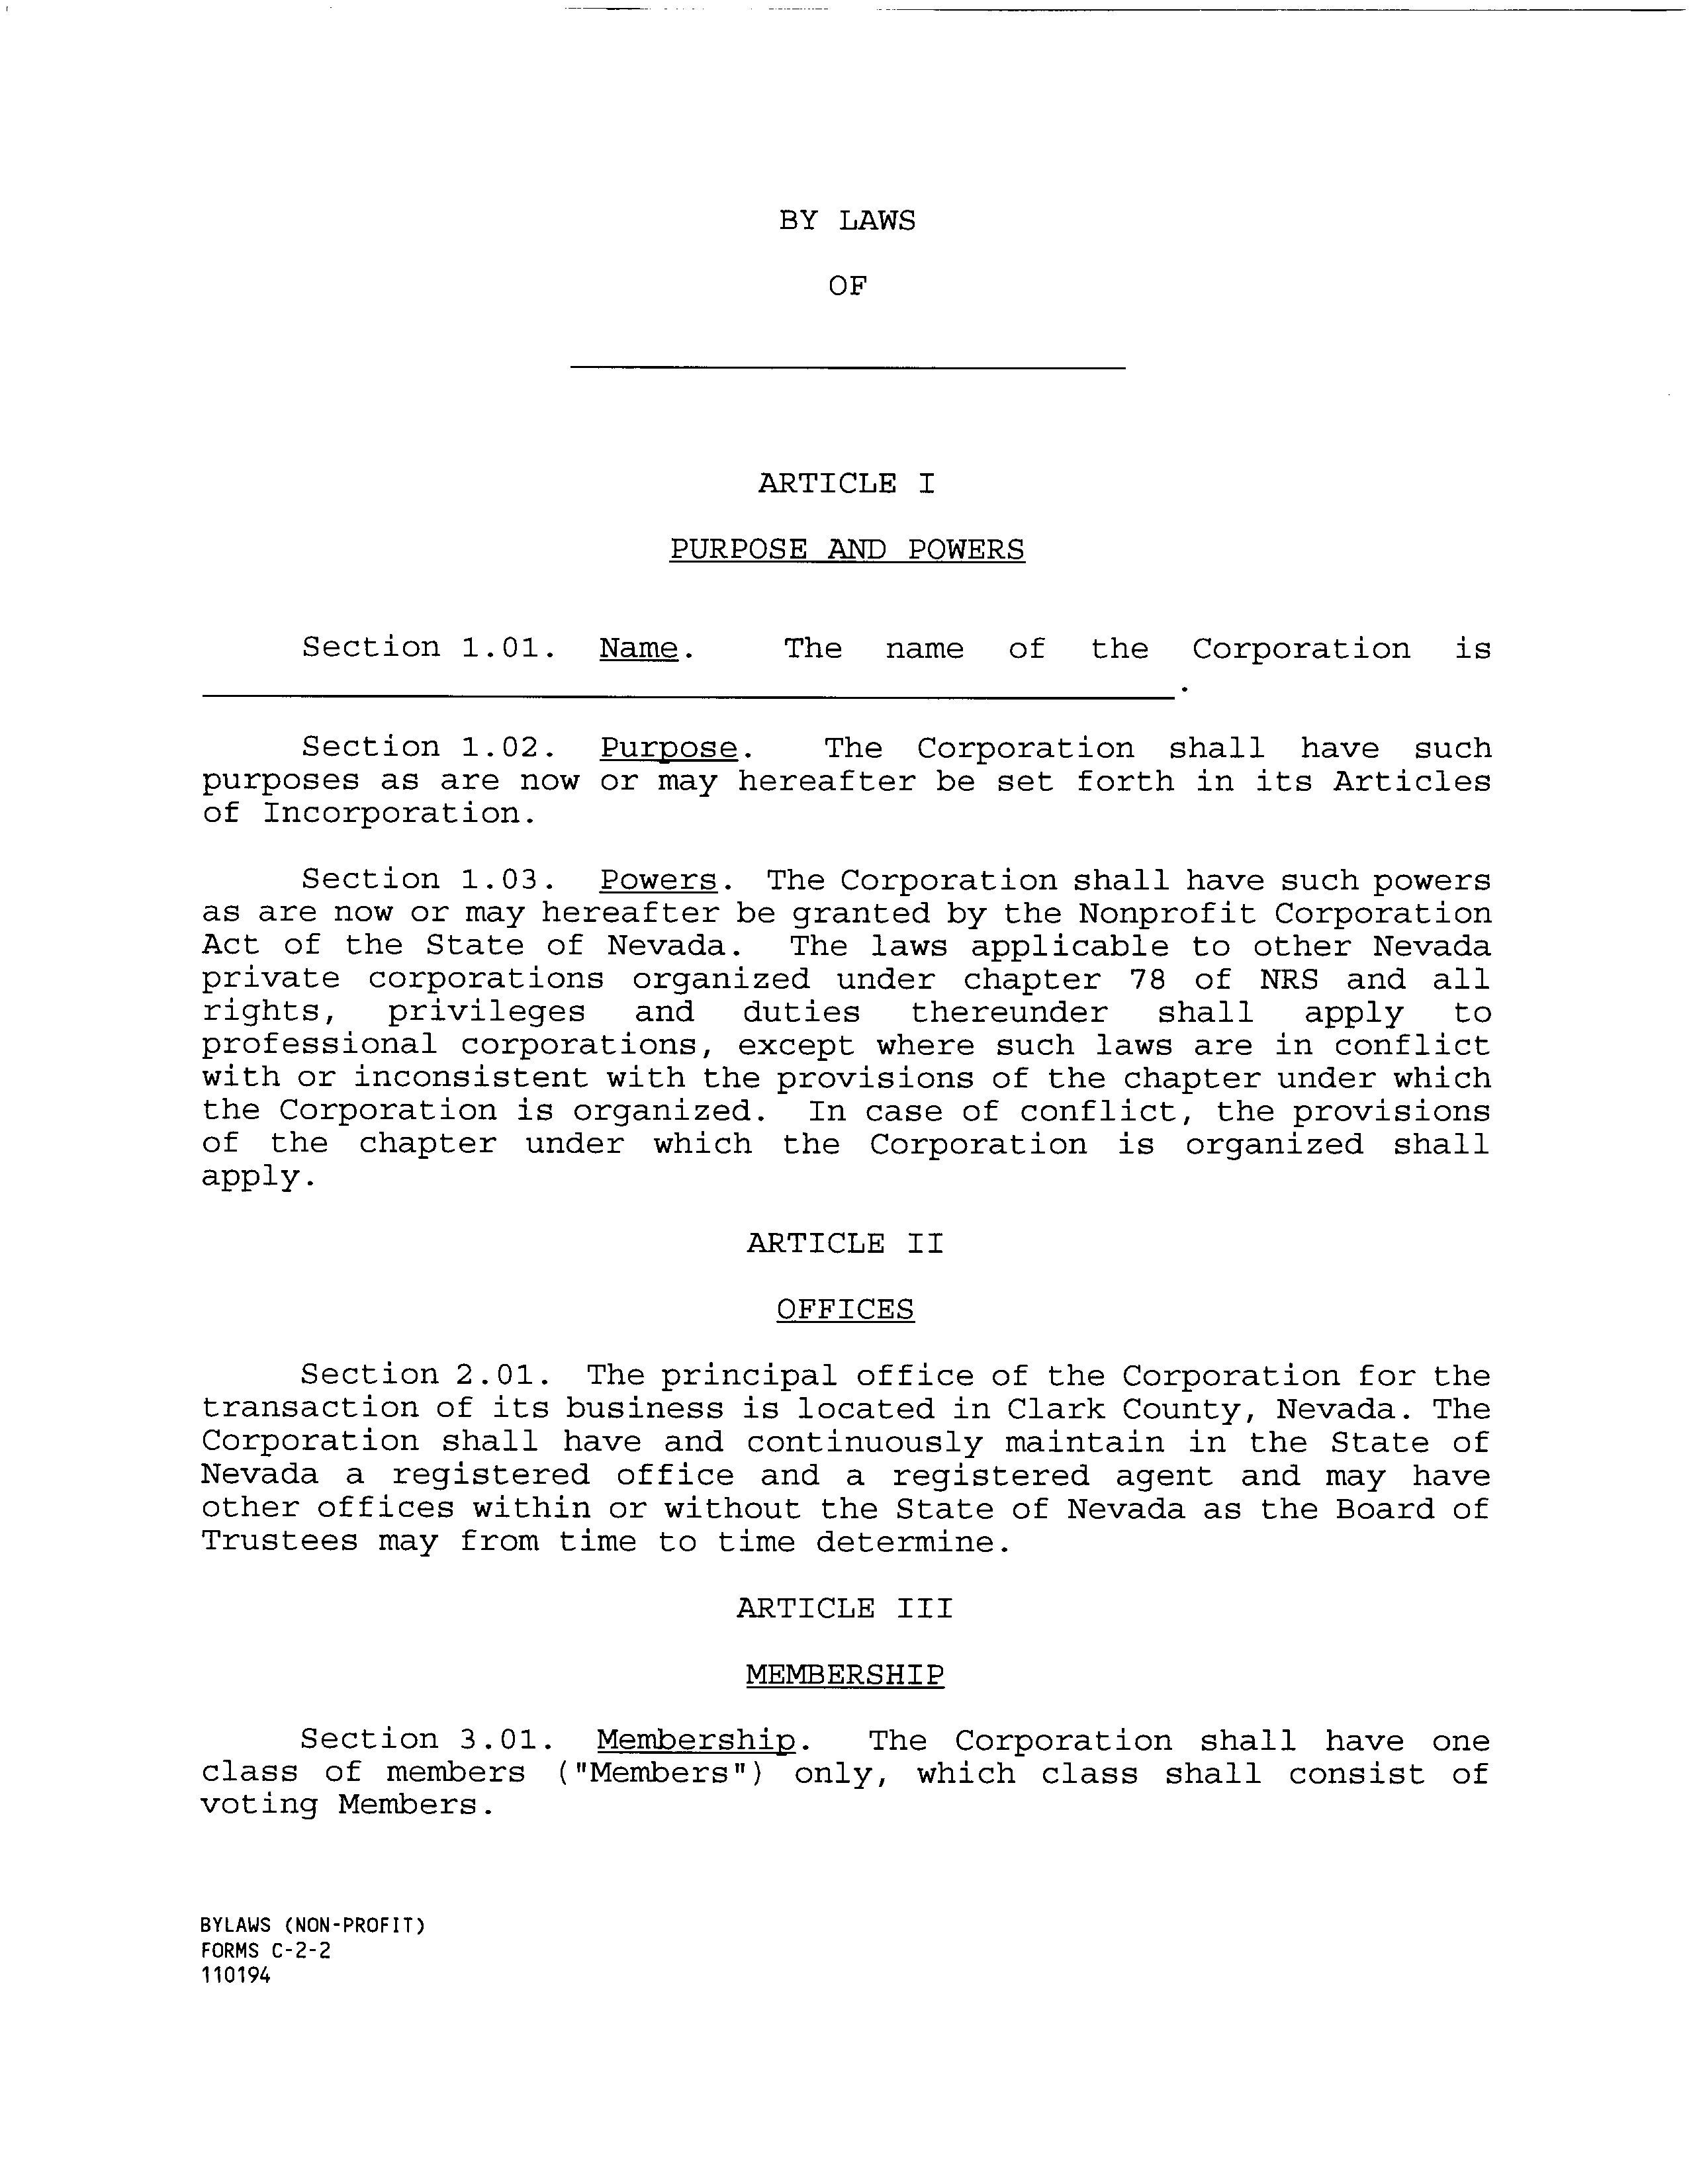 BY LAWS
OF
ARTICLE I
PURPOSE AND POWERS
Section 1.01. Name. The name of the Corporation is
.
Section 1.02. Purpose. The Corporation shall have such
purposes as are now or may hereafter be set forth in its Articles
of Incorporation.
Section 1.03. Powers. The Corporation shall have such powers
as are now or may hereafter be granted by the Nonprofit Corporation
Act of the State of Nevada. The laws applicable to other Nevada
private corporations organized under chapter 78 of NRS and all
rights, privileges and duties thereunder shall apply to
professional corporations, except where such laws are in conflict
with or inconsistent with the provisions of the chapter under which
the Corporation is organized. In case of conflict, the provisions
of the chapter under which the Corporation is organized shall
apply.
ARTICLE II
OFFICES
Section 2.01. The principal office of the Corporation for the
transaction of its business is located in Clark County, Nevada. The
Corporation shall have and continuously maintain in the State of
Nevada a registered office and a registered agent and may have
other offices within or without the State of Nevada as the Board of
Trustees may from time to time determine.
ARTICLE III
MEMBERSHIP
Section 3.01. Membership. The Corporation shall have one
class of members ("Members") only, which class shall consist of
voting Members.
BYLAWS (NON-PROFIT)
FORMS C-2-2
110194